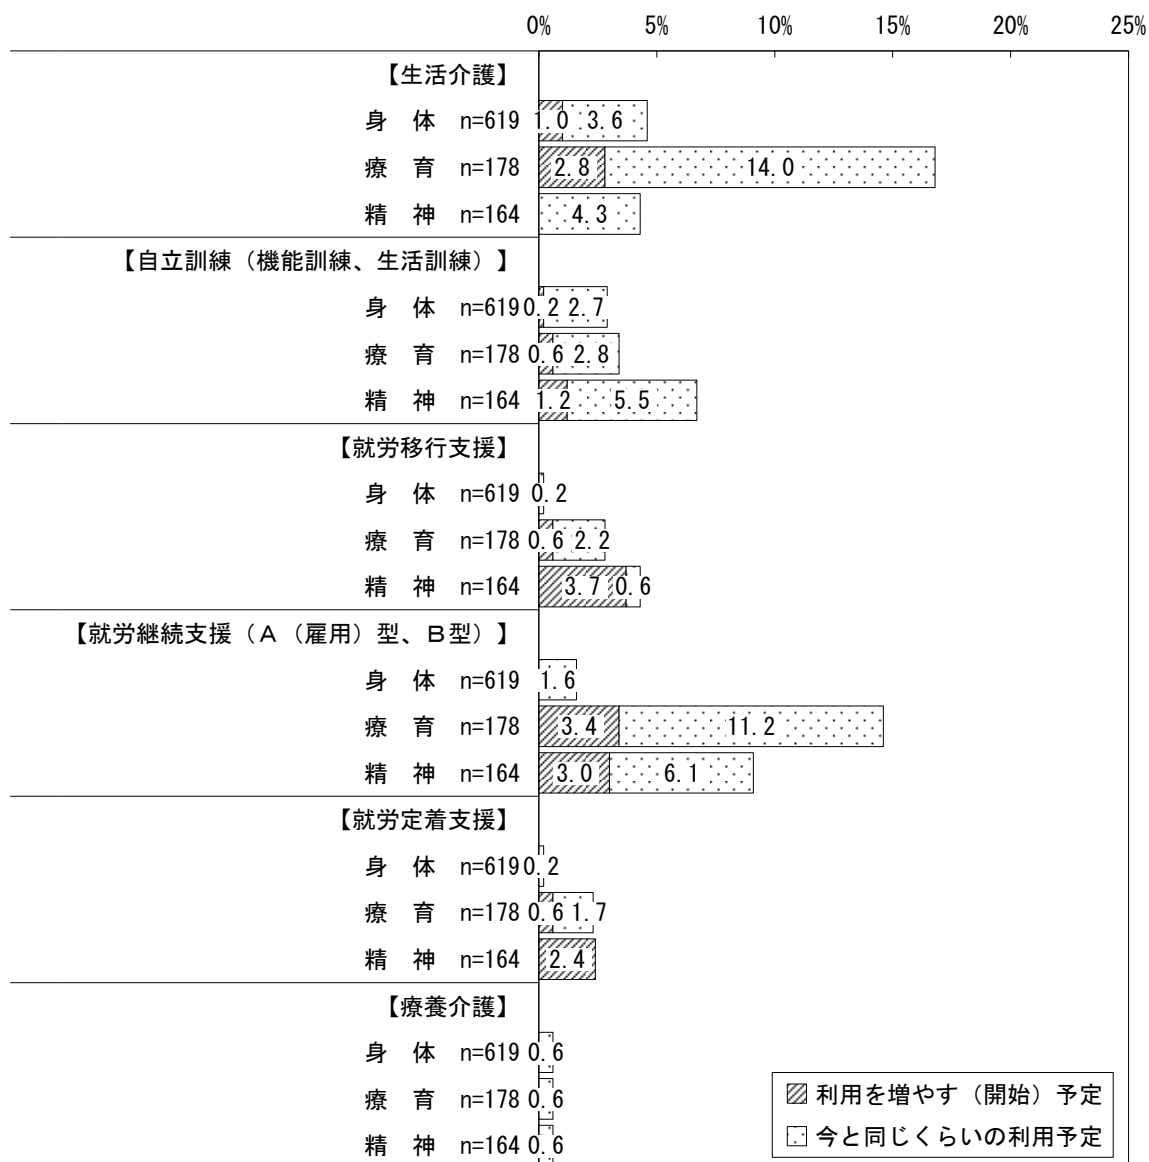 0% 5% 10% 15% 20% 25%
【生活介護】
身 体 n=619 1.0 3.6
療 育 n=178 2.8 14.0
精 神 n=164 4.3
【自立訓練（機能訓練、生活訓練）】
身 体 n=619 0.2 2.7
療 育 n=178 0.6 2.8
精 神 n=164 1.2 5.5
【就労移行支援】
身 体 n=619 0.2
療 育 n=178 0.6 2.2
精 神 n=164 3.7 0.6
【就労継続支援（Ａ（雇用）型、Ｂ型）】
身 体 n=619 1.6
療 育 n=178 3.4 11.2
精 神 n=164 3.0 6.1
【就労定着支援】
身 体 n=619 0.2
療 育 n=178 0.6 1.7
精 神 n=164 2.4
【療養介護】
身 体 n=619 0.6
療 育 n=178 0.6
精 神 n=164 0.6
利用を増やす（開始）予定
今と同じくらいの利用予定